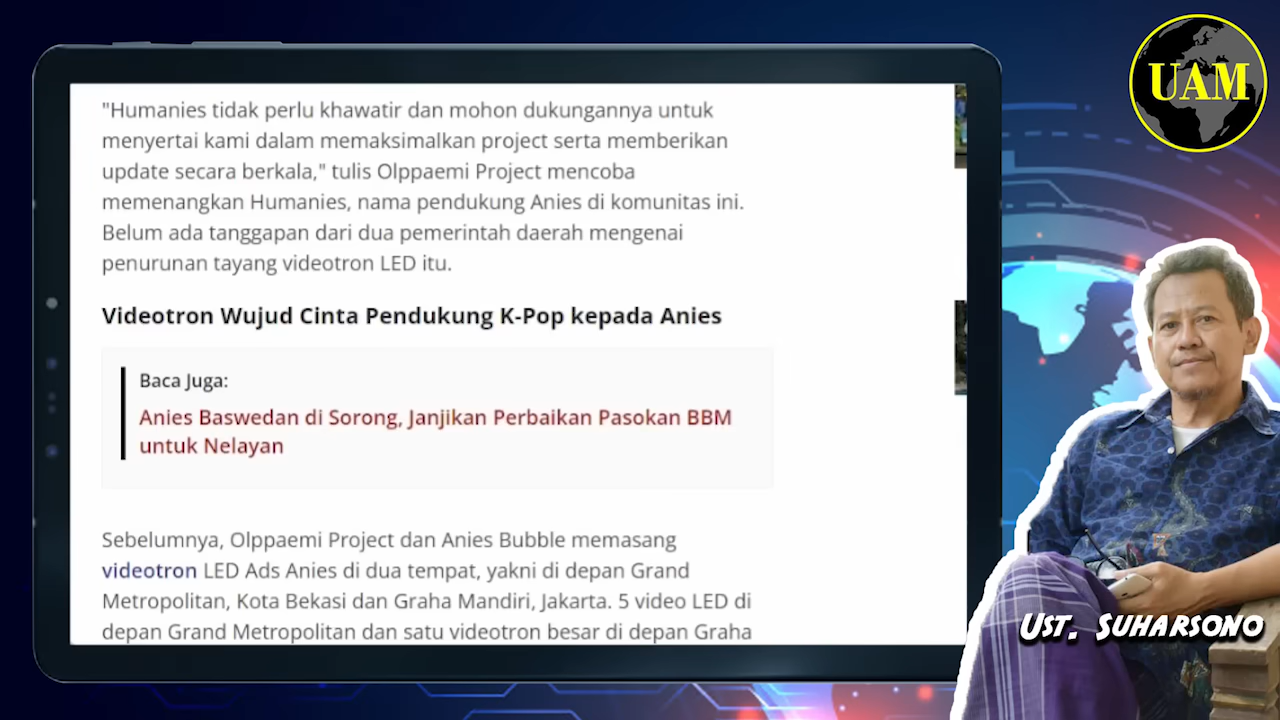 "Humanies tidak perlu khawatir dan mohon dukungannya untuk
menyertai kami dalam memaksimalkan project serta memberikan
update secara berkala," tulis Olppaemi Project mencoba
memenangkan Humanies, nama pendukung Anies di komunitas ini.
Belum ada tanggapan dari dua pemerintah daerah mengenai
penurunan tayang videotron LED itu.
Videotron Wujud Cinta Pendukung K-Pop kepada Anies
Baca Juga:
Anies Baswedan di Sorong, Janjikan Perbaikan Pasokan BBM
untuk Nelayan
Sebelumnya, Olppaemi Project dan Anies Bubble memasang
videotron LED Ads Anies di dua tempat, yakni di depan Grand
Metropolitan, Kota Bekasi dan Graha Mandiri, Jakarta. 5 video LED di
depan Grand Metropolitan dan satu videotron besar di depan Graha
UAM
Ust. Suharsono